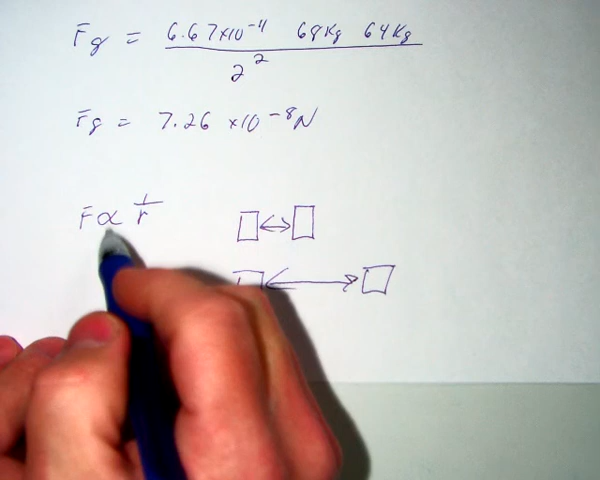 Fg = 6.67×10⁻¹¹ 68Kg 64Kg / 2²
Fg = 7.26 ×10⁻⁸N
F∝ 1/r